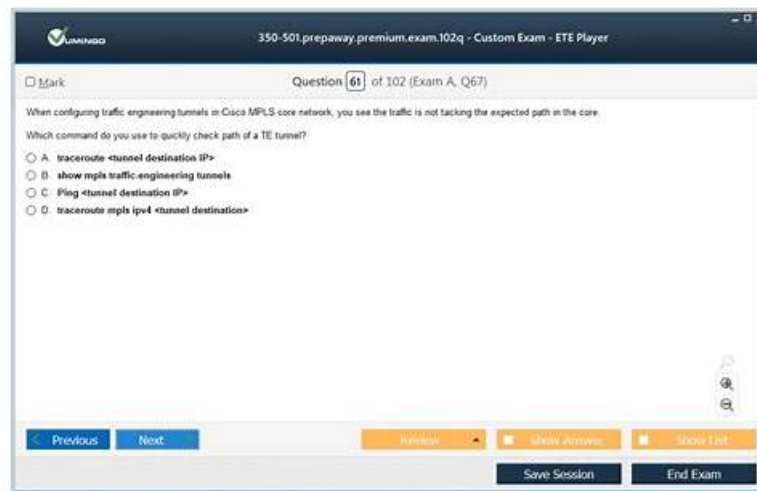 VUMINGO
350-501.prepaway.premium.exam.102q - Custom Exam - ETE Player
Mark
Question 61 of 102 (Exam A, Q67)
When configuring traffic engineering tunnels in Cisco MPLS core network, you see the traffic is not tacking the expected path in the core.
Which command do you use to quickly check path of a TE tunnel?
A. traceroute <tunnel destination IP>
B. show mpls traffic-engineering tunnels
C. Ping <tunnel destination IP>
D. traceroute mpls ipv4 <tunnel destination>
Previous Next Review Show Answer Show List
Save Session End Exam